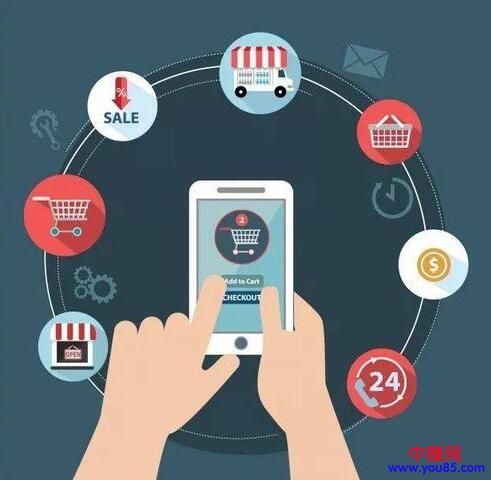 %
SALE
2
Add to Cart
CHECKOUT
OPEN
$
24
中赚网
www.you85.com